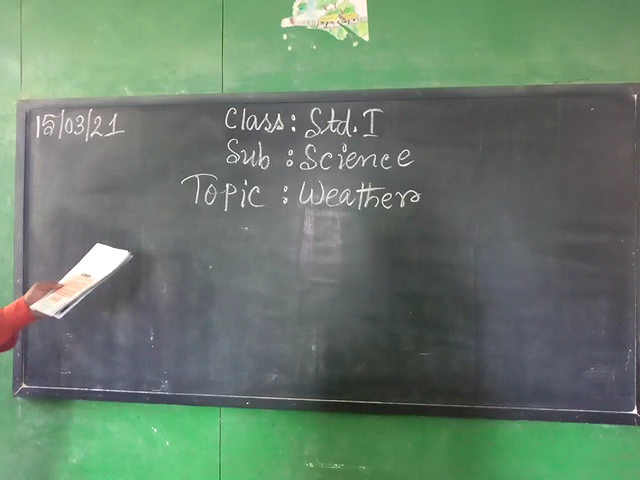 15/03/21
Class: Std. I
Sub : Science
Topic : Weather